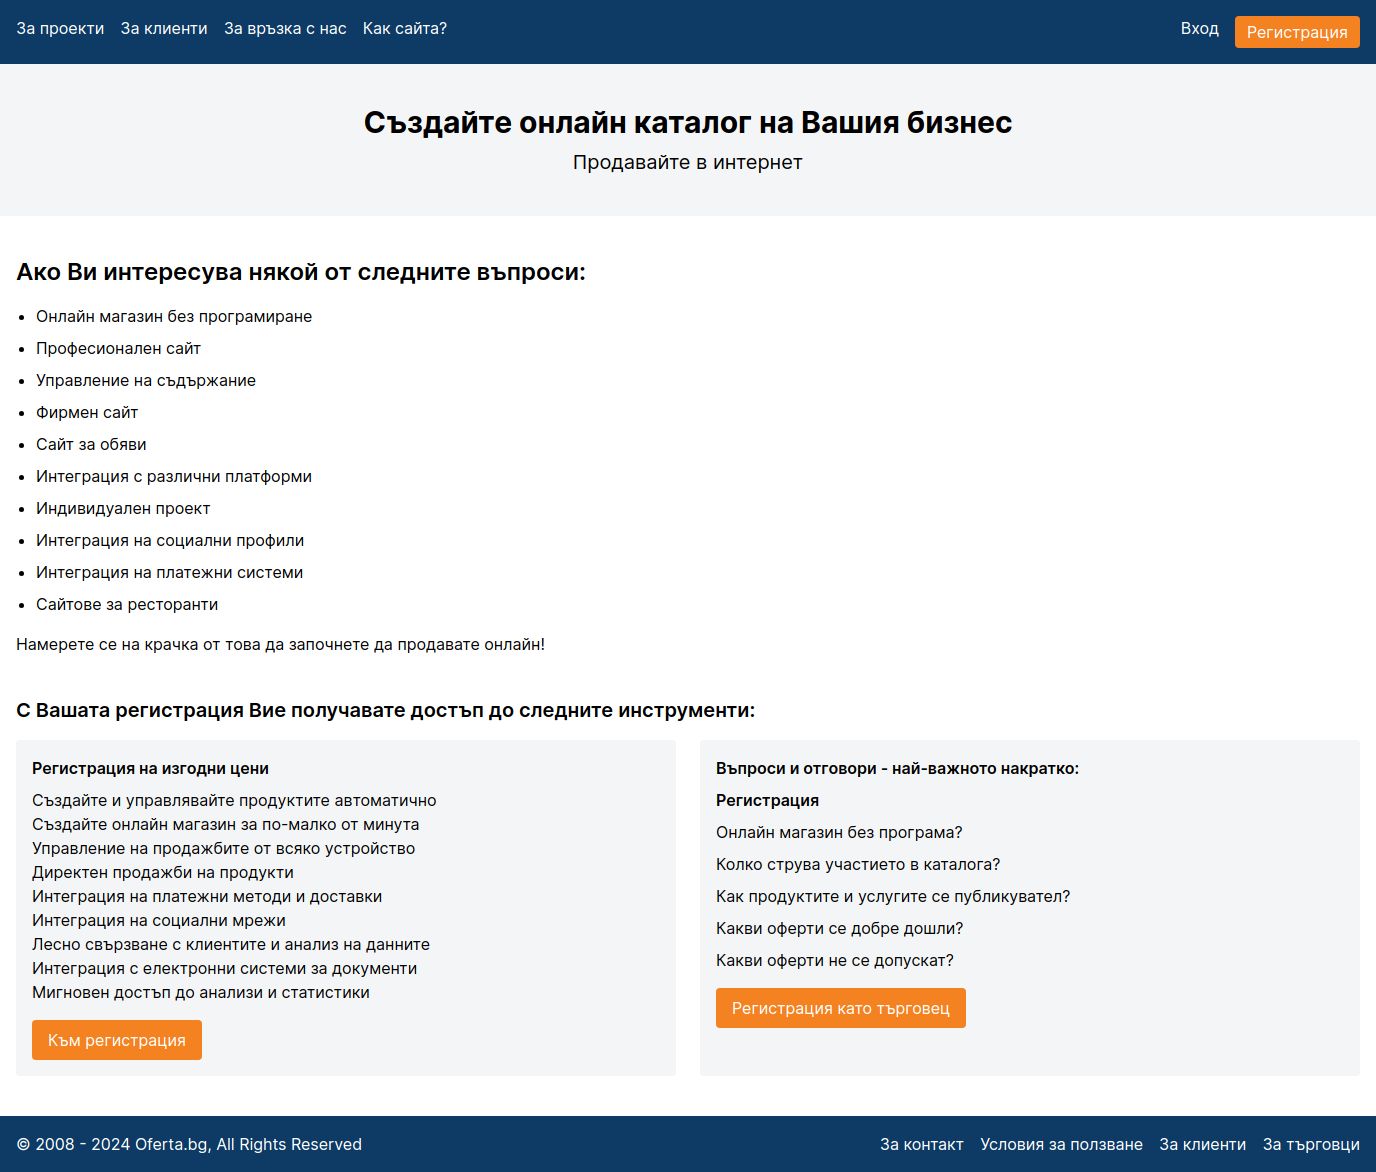 За проекти За клиенти За връзка с нас Как сайта? Вход Регистрация
Създайте онлайн каталог на Вашия бизнес
Продавайте в интернет
Ако Ви интересува някой от следните въпроси:
Онлайн магазин без програмиране
Професионален сайт
Управление на съдържание
Фирмен сайт
Сайт за обяви
Интеграция с различни платформи
Индивидуален проект
Интеграция на социални профили
Интеграция на платежни системи
Сайтове за ресторанти
Намерете се на крачка от това да започнете да продавате онлайн!
С Вашата регистрация Вие получавате достъп до следните инструменти:
Регистрация на изгодни цени
Създайте и управлявайте продуктите автоматично
Създайте онлайн магазин за по-малко от минута
Управление на продажбите от всяко устройство
Директен продажби на продукти
Интеграция на платежни методи и доставки
Интеграция на социални мрежи
Лесно свързване с клиентите и анализ на данните
Интеграция с електронни системи за документи
Мигновен достъп до анализи и статистики
Към регистрация
Въпроси и отговори - най-важното накратко:
Регистрация
Онлайн магазин без програма?
Колко струва участието в каталога?
Как продуктите и услугите се публикувател?
Какви оферти се добре дошли?
Какви оферти не се допускат?
Регистрация като търговец
© 2008 - 2024 Oferta.bg, All Rights Reserved За контакт Условия за ползване За клиенти За търговци